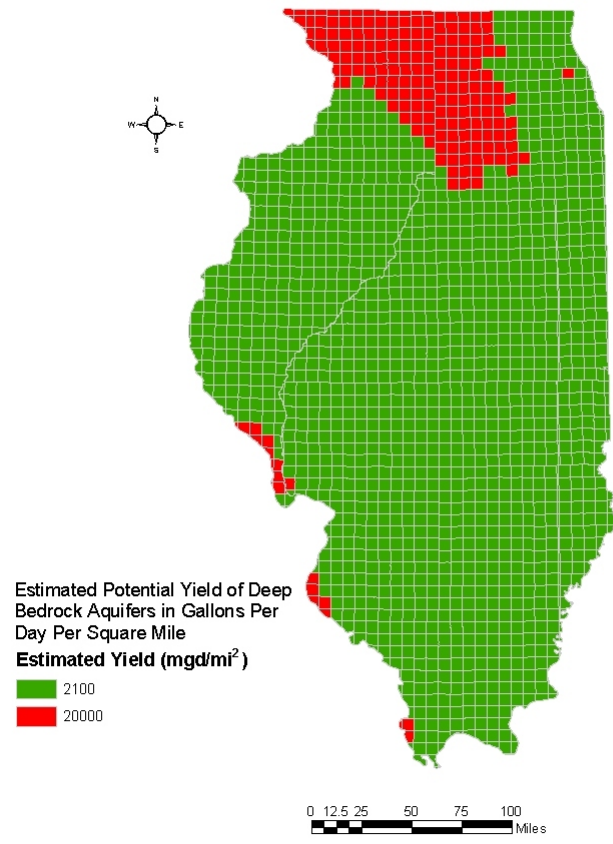 N
W E
S
Estimated Potential Yield of Deep
Bedrock Aquifers in Gallons Per
Day Per Square Mile
Estimated Yield (mgd/mi²)
2100
20000
0 12.5 25 50 75 100
Miles